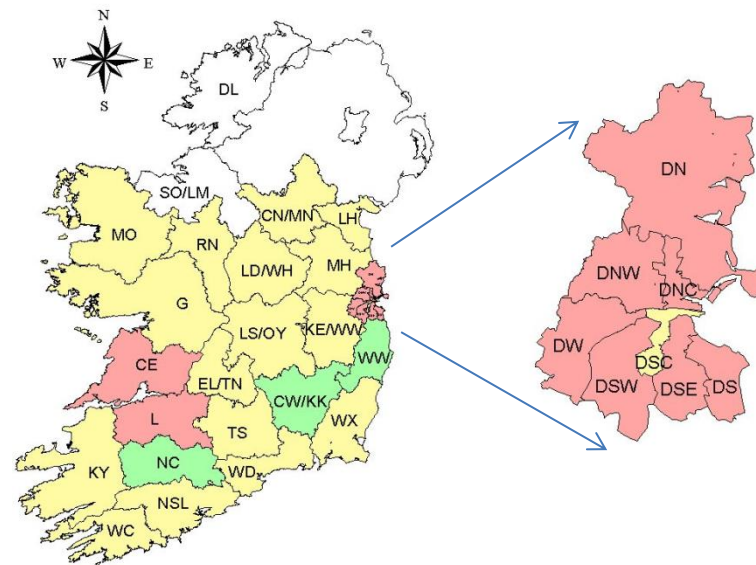 N
W E
S
DL
SO/LM
MO
RN
CN/MN
LH
LD/WH
MH
G
LS/OY
KE/WW
WW
CE
EL/TN
CW/KK
L
TS
WX
KY
NC
WD
NSL
WC
DN
DNW
DNC
DW
DSC
DSW
DSE
DS